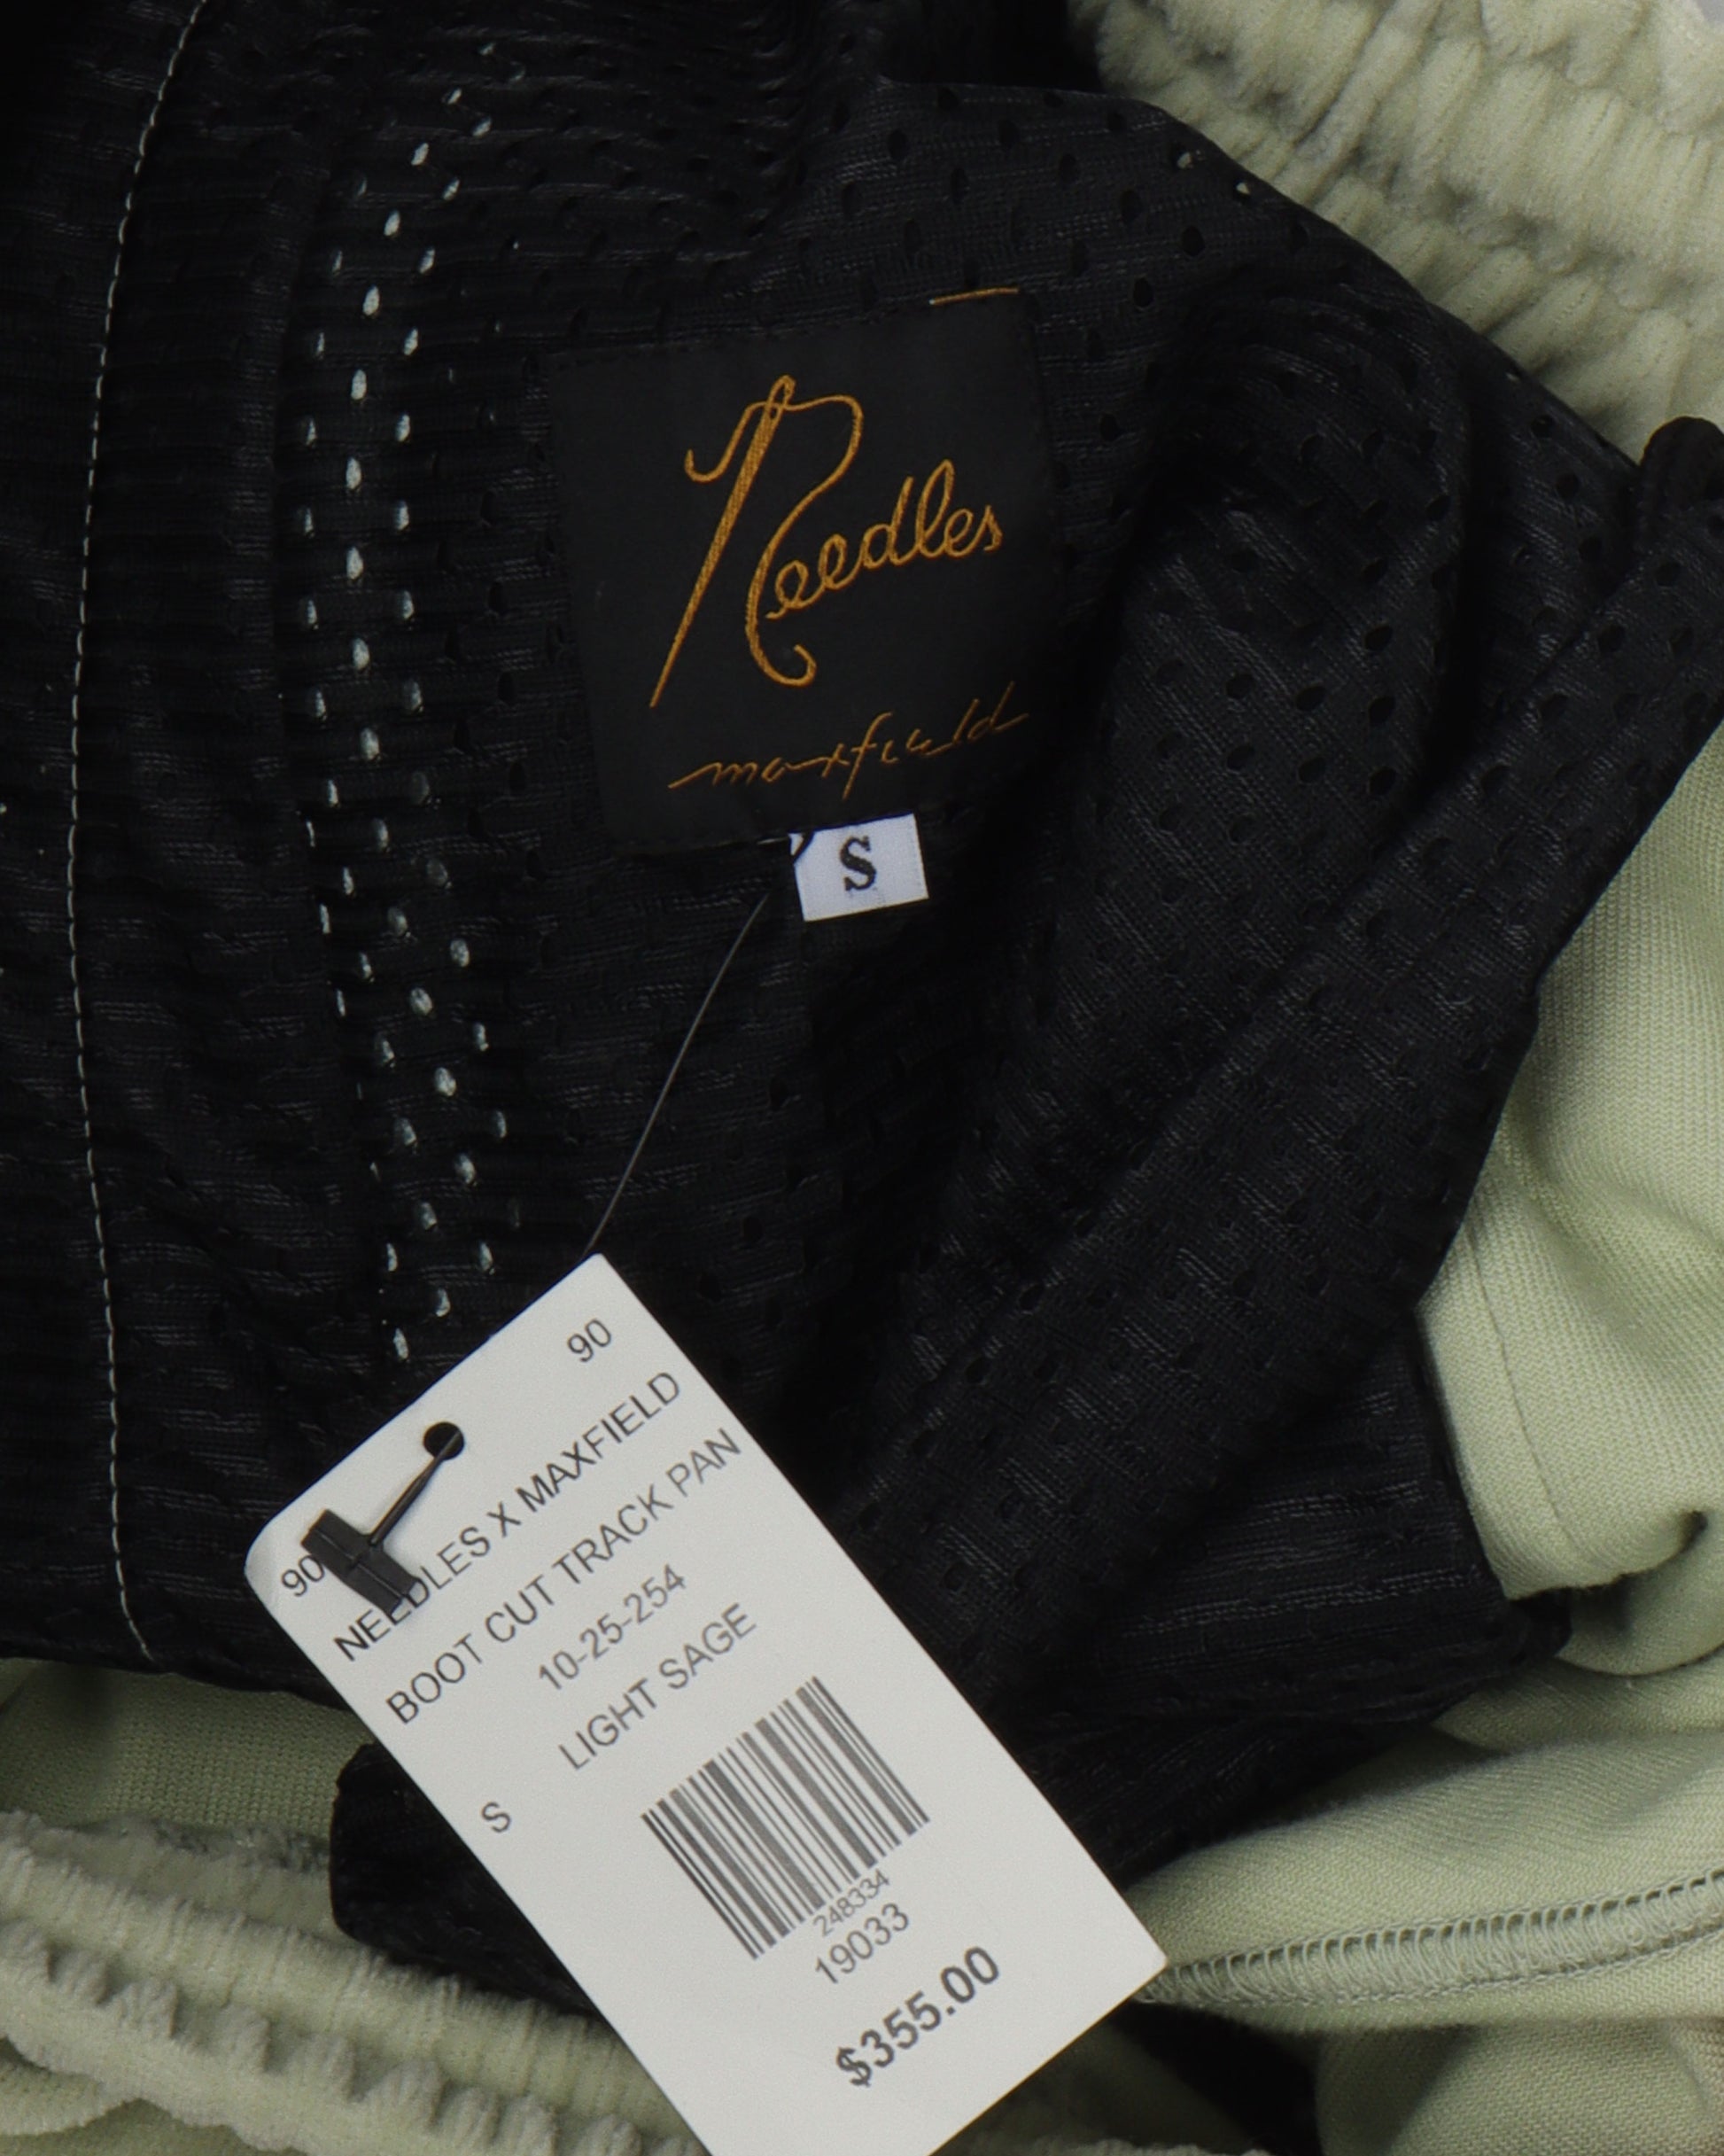 Needles
maxfield
S
90
90
NEEDLES X MAXFIELD
BOOT CUT TRACK PAN
10-25-254
LIGHT SAGE
S
248334
19033
$355.00